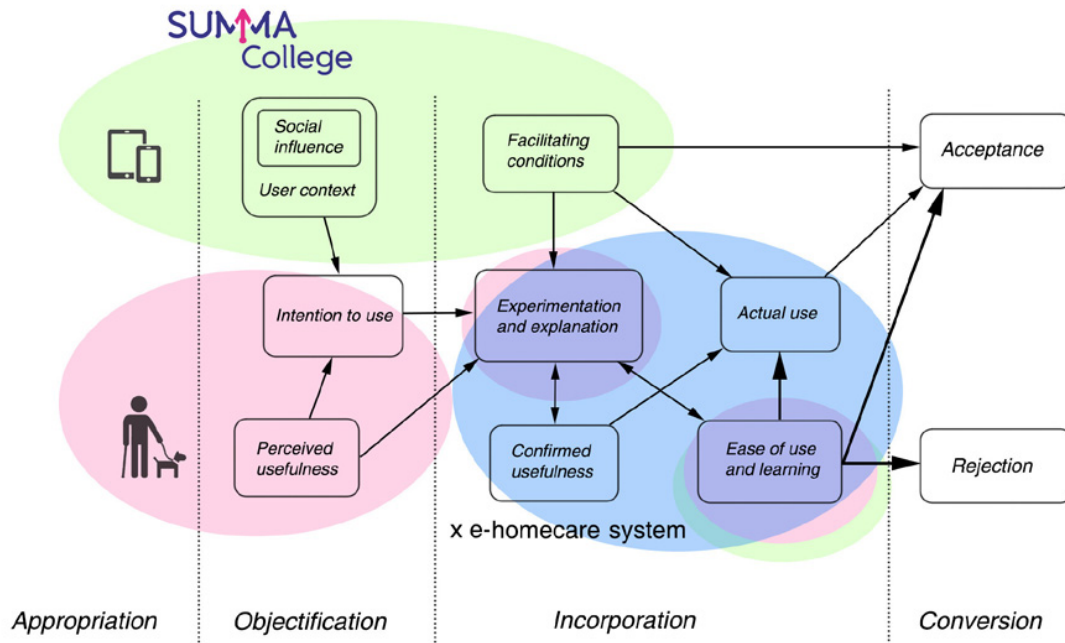 SUMMA
College
Social
influence
User context
Facilitating
conditions
Acceptance
Intention to use
Experimentation
and explanation
Actual use
Perceived
usefulness
Confirmed
usefulness
Ease of use
and learning
Rejection
x e-homecare system
Appropriation
Objectification
Incorporation
Conversion